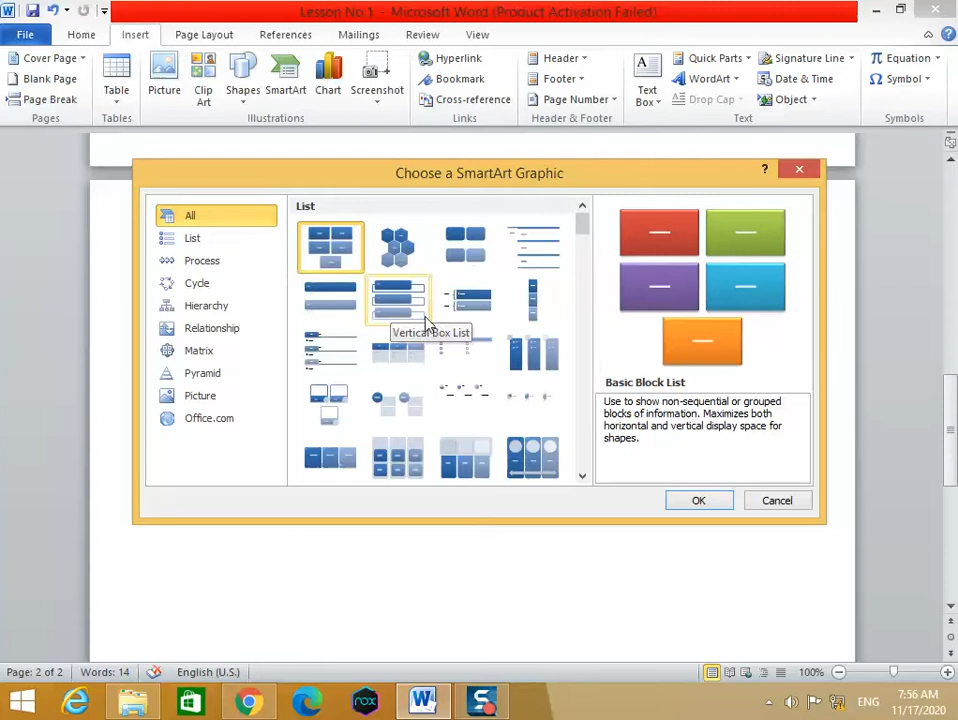 Lesson No.1 - Microsoft Word (Product Activation Failed)
File
Home
Insert
Page Layout
References
Mailings
Review
View
Cover Page
Blank Page
Page Break
Pages
Table
Tables
Picture
Clip
Art
Shapes
SmartArt
Chart
Screenshot
Illustrations
Hyperlink
Bookmark
Cross-reference
Links
Header
Footer
Page Number
Header & Footer
Text
Box
Quick Parts
WordArt
Drop Cap
Signature Line
Date & Time
Object
Text
Equation
Symbol
Symbols
Choose a SmartArt Graphic
All
List
Process
Cycle
Hierarchy
Relationship
Matrix
Pyramid
Picture
Office.com
List
Vertical Box List
Basic Block List
Use to show non-sequential or grouped
blocks of information. Maximizes both
horizontal and vertical display space for
shapes.
OK
Cancel
Page: 2 of 2
Words: 14
English (U.S.)
100%
nox
ENG
7:56 AM
11/17/2020